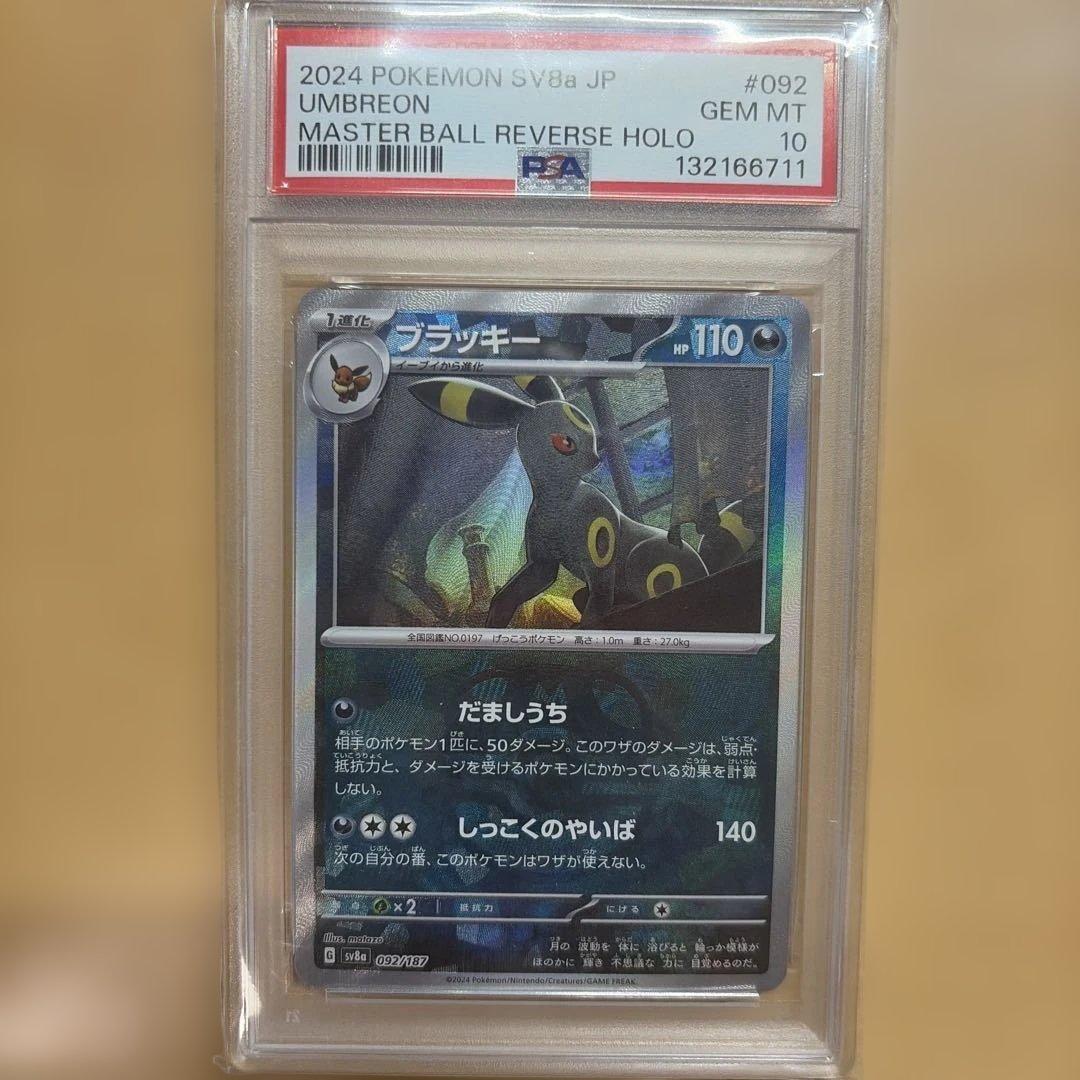 2024 POKEMON SV8a JP #092
UMBREON GEM MT
MASTER BALL REVERSE HOLO 10
PSA 132166711
1進化
ブラッキー HP 110
イーブイから進化
全国図鑑NO.0197 げっこうポケモン 高さ:1.0m 重さ:27.0kg
だましうち
相手のポケモン1匹に、50ダメージ。このワザのダメージは、弱点・
抵抗力と、ダメージを受けるポケモンにかかっている効果を計算
しない。
しっこくのやいば 140
次の自分の番、このポケモンはワザが使えない。
弱点 ×2 抵抗力 にげる
Illus. matazo
G sv8a 092/187
月の波動を体に浴びると輪っか模様が
ほのかに輝き不思議な力に目覚めるのだ。
©2024 Pokémon/Nintendo/Creatures/GAME FREAK.